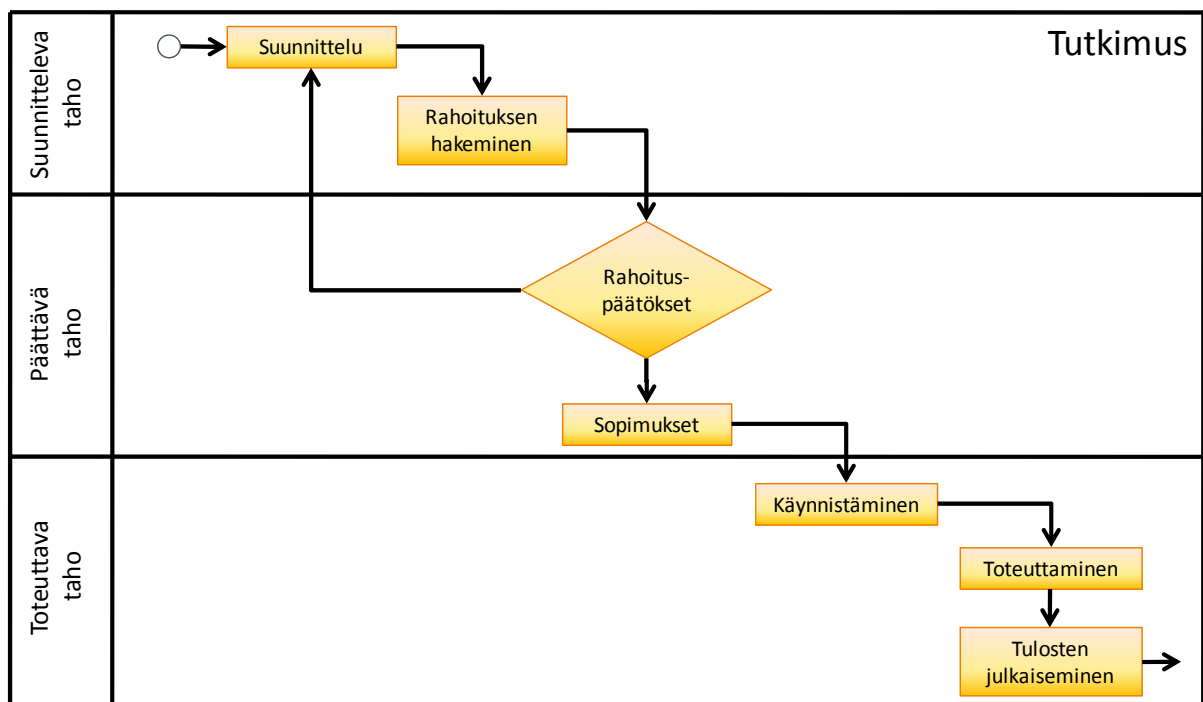 Tutkimus
Suunnitteleva
taho
Suunnittelu
Rahoituksen
hakeminen
Päättävä
taho
Rahoitus-
päätökset
Sopimukset
Toteuttava
taho
Käynnistäminen
Toteuttaminen
Tulosten
julkaiseminen